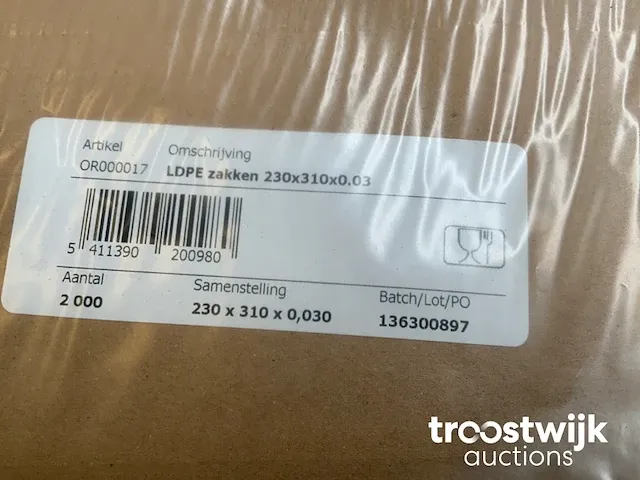 Artikel Omschrijving
OR000017 LDPE zakken 230x310x0.03
5 411390 200980
Aantal Samenstelling Batch/Lot/PO
2 000 230 x 310 x 0,030 136300897
troostwijk
auctions